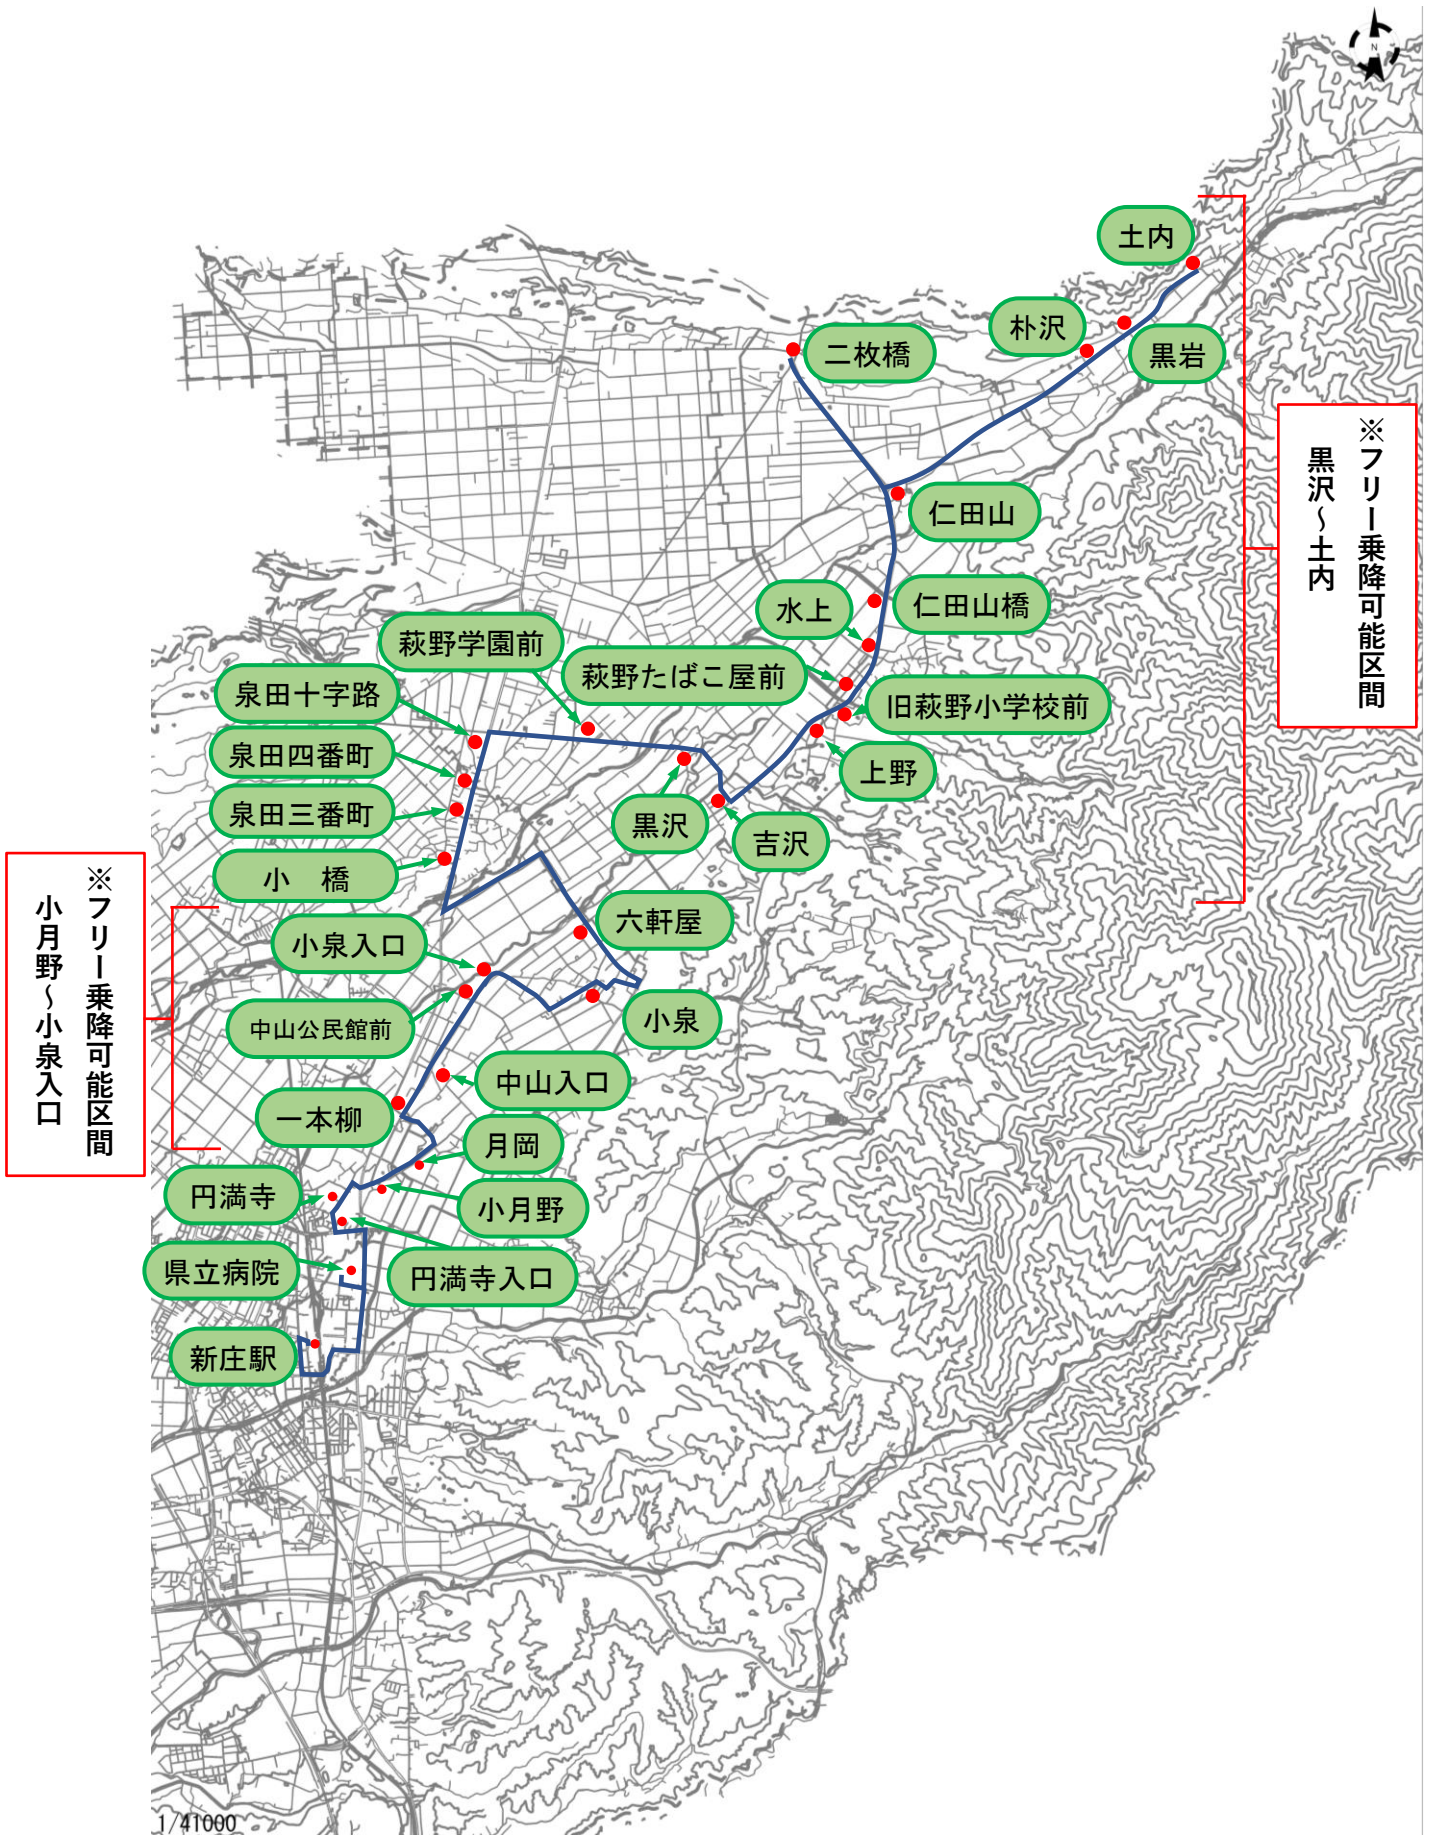 N
土内
朴沢
黒岩
二枚橋
※フリー乗降可能区間
黒沢～土内
仁田山
仁田山橋
水上
萩野学園前
萩野たばこ屋前
泉田十字路
旧萩野小学校前
泉田四番町
上野
泉田三番町
黒沢
吉沢
小　橋
※フリー乗降可能区間
小月野～小泉入口
六軒屋
小泉入口
小泉
中山公民館前
中山入口
一本柳
月岡
円満寺
小月野
県立病院
円満寺入口
新庄駅
1/41000